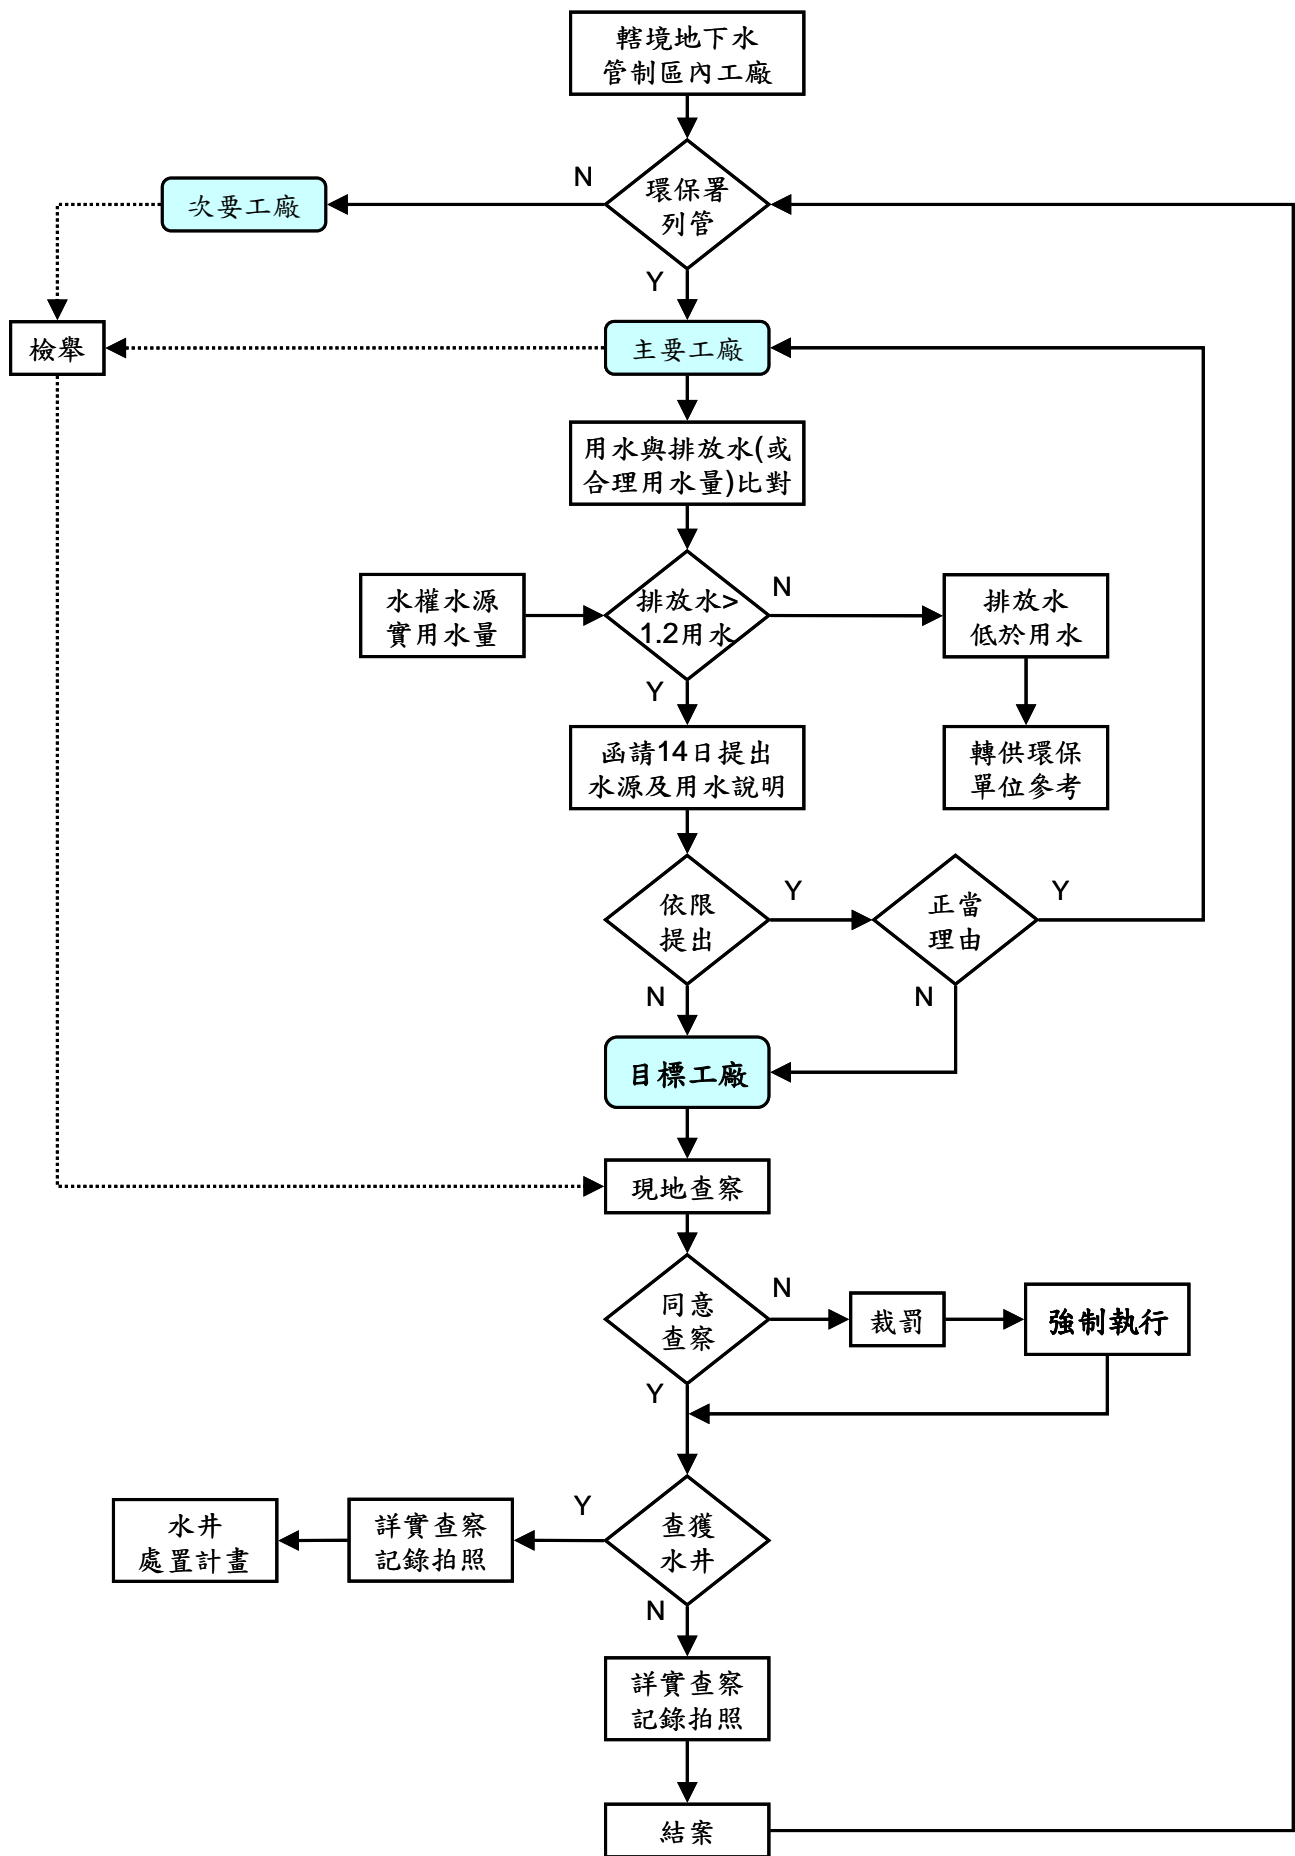 轄境地下水
管制區內工廠
N
環保署
列管
次要工廠
Y
檢舉
主要工廠
用水與排放水(或
合理用水量)比對
水權水源
實用水量
排放水>
1.2用水
N
排放水
低於用水
Y
函請14日提出
水源及用水說明
轉供環保
單位參考
依限
提出
Y
正當
理由
Y
N
N
目標工廠
現地查察
同意
查察
N
裁罰
強制執行
Y
水井
處置計畫
詳實查察
記錄拍照
Y
查獲
水井
N
詳實查察
記錄拍照
結案